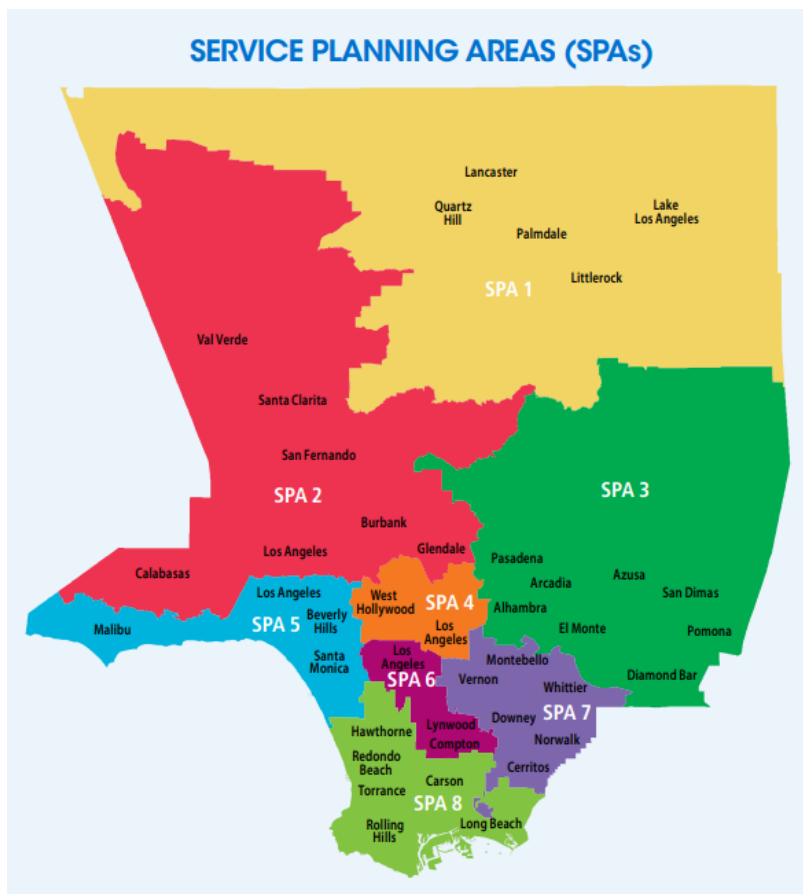 SERVICE PLANNING AREAS (SPAs)
Lancaster
Quartz
Hill
Lake
Los Angeles
Palmdale
Littlerock
SPA 1
Val Verde
Santa Clarita
San Fernando
SPA 2
Burbank
Los Angeles
Glendale
Calabasas
SPA 3
Pasadena
Arcadia
Azusa
San Dimas
Alhambra
El Monte
Pomona
Diamond Bar
West
Hollywood
SPA 4
Los
Angeles
Los Angeles
Beverly
Hills
SPA 5
Malibu
Santa
Monica
Los
Angeles
SPA 6
Lynwood
Compton
Montebello
Vernon
Whittier
Downey
SPA 7
Norwalk
Cerritos
Hawthorne
Redondo
Beach
Carson
Torrance
SPA 8
Rolling
Hills
Long Beach